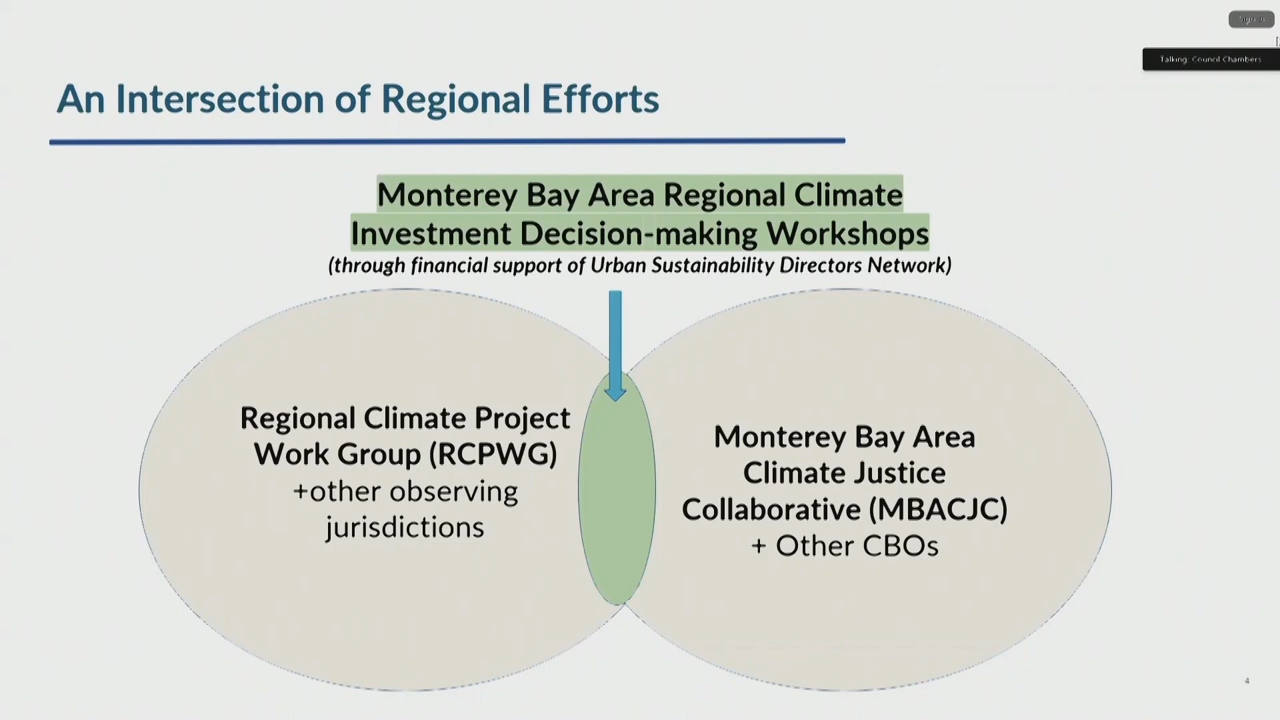 Sign in
Talking: Council Chambers
An Intersection of Regional Efforts
Monterey Bay Area Regional Climate
Investment Decision-making Workshops
(through financial support of Urban Sustainability Directors Network)
Regional Climate Project
Work Group (RCPWG)
+other observing
jurisdictions
Monterey Bay Area
Climate Justice
Collaborative (MBACJC)
+ Other CBOs
4